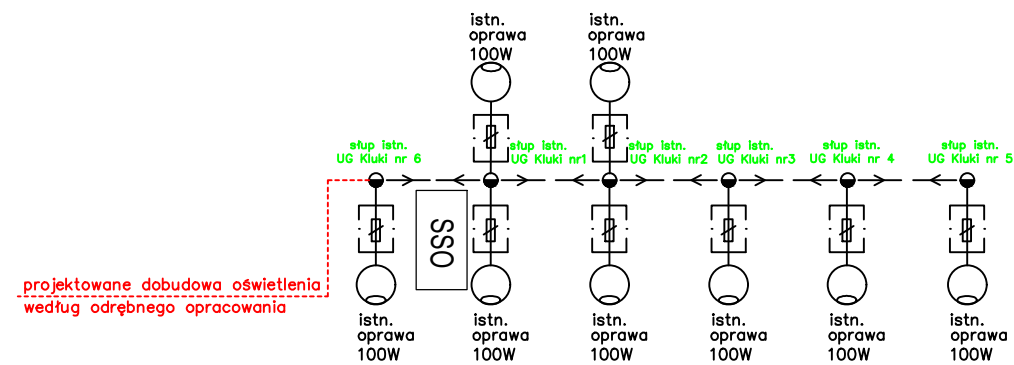 istn.
oprawa
100W
istn.
oprawa
100W
słup istn.
UG Kluki nr 6
słup istn.
UG Kluki nr1
słup istn.
UG Kluki nr2
słup istn.
UG Kluki nr3
słup istn.
UG Kluki nr 4
słup istn.
UG Kluki nr 5
SSO
projektowane dobudowa oświetlenia
według odrębnego opracowania
istn.
oprawa
100W
istn.
oprawa
100W
istn.
oprawa
100W
istn.
oprawa
100W
istn.
oprawa
100W
istn.
oprawa
100W